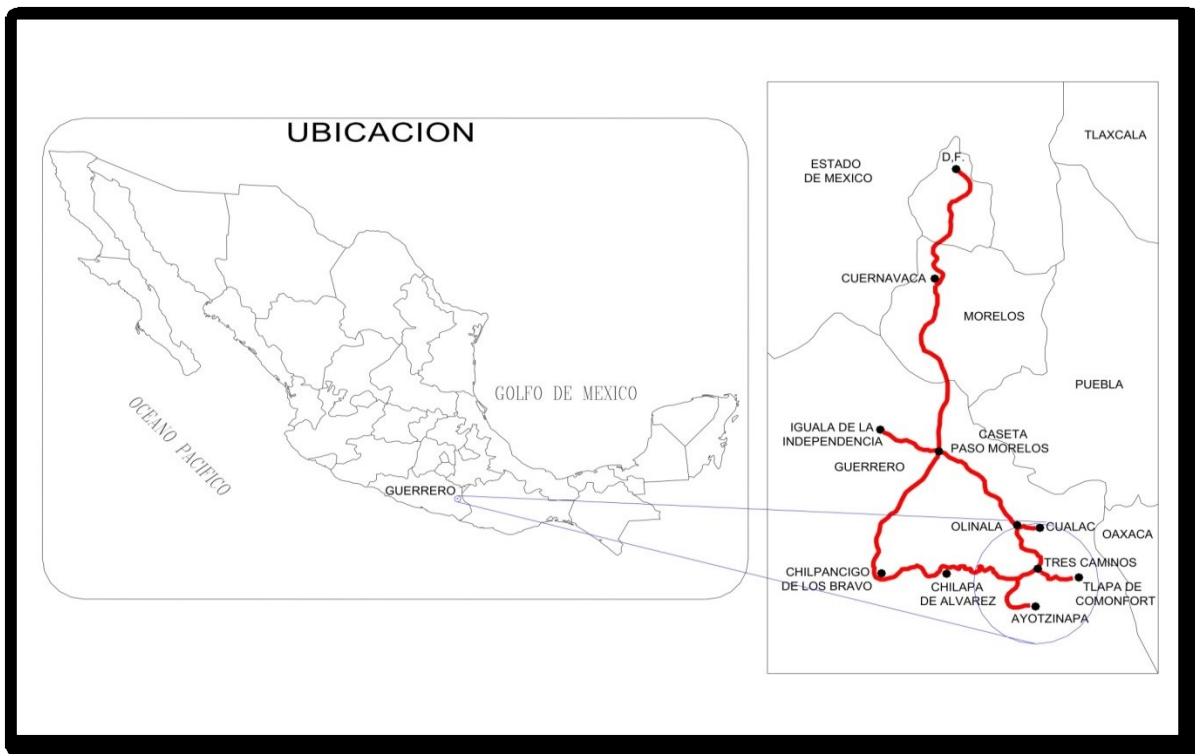 UBICACION
GOLFO DE MEXICO
OCEANO PACIFICO
GUERRERO
TLAXCALA
D.F.
ESTADO
DE MEXICO
CUERNAVACA
MORELOS
PUEBLA
IGUALA DE LA
INDEPENDENCIA
CASETA
PASO MORELOS
GUERRERO
OLINALA
CUALAC
OAXACA
TRES CAMINOS
CHILPANCIGO
DE LOS BRAVO
CHILAPA
DE ALVAREZ
TLAPA DE
COMONFORT
AYOTZINAPA